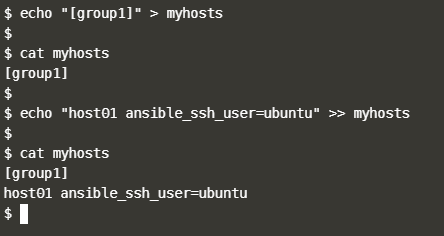 $ echo "[group1]" > myhosts
$
$ cat myhosts
[group1]
$
$ echo "host01 ansible_ssh_user=ubuntu" >> myhosts
$
$ cat myhosts
[group1]
host01 ansible_ssh_user=ubuntu
$